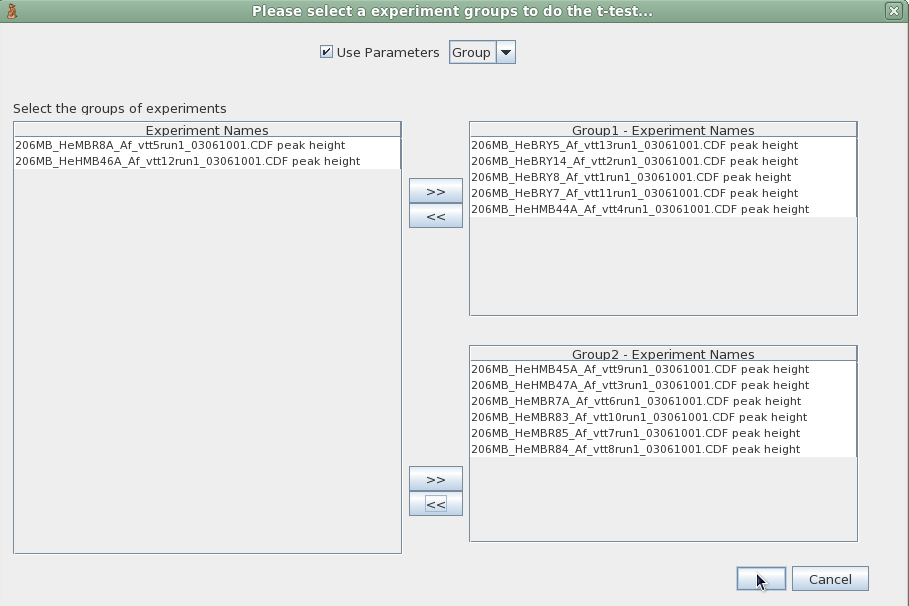 Please select a experiment groups to do the t-test...
Use Parameters
Group
Select the groups of experiments
Experiment Names
206MB_HeMBR8A_Af_vtt5run1_03061001.CDF peak height
206MB_HeHMB46A_Af_vtt12run1_03061001.CDF peak height
>>
<<
Group1 - Experiment Names
206MB_HeBRY5_Af_vtt13run1_03061001.CDF peak height
206MB_HeBRY14_Af_vtt2run1_03061001.CDF peak height
206MB_HeBRY8_Af_vtt1run1_03061001.CDF peak height
206MB_HeBRY7_Af_vtt11run1_03061001.CDF peak height
206MB_HeHMB44A_Af_vtt4run1_03061001.CDF peak height
Group2 - Experiment Names
206MB_HeHMB45A_Af_vtt9run1_03061001.CDF peak height
206MB_HeHMB47A_Af_vtt3run1_03061001.CDF peak height
206MB_HeMBR7A_Af_vtt6run1_03061001.CDF peak height
206MB_HeMBR83_Af_vtt10run1_03061001.CDF peak height
206MB_HeMBR85_Af_vtt7run1_03061001.CDF peak height
206MB_HeMBR84_Af_vtt8run1_03061001.CDF peak height
>>
<<
Cancel